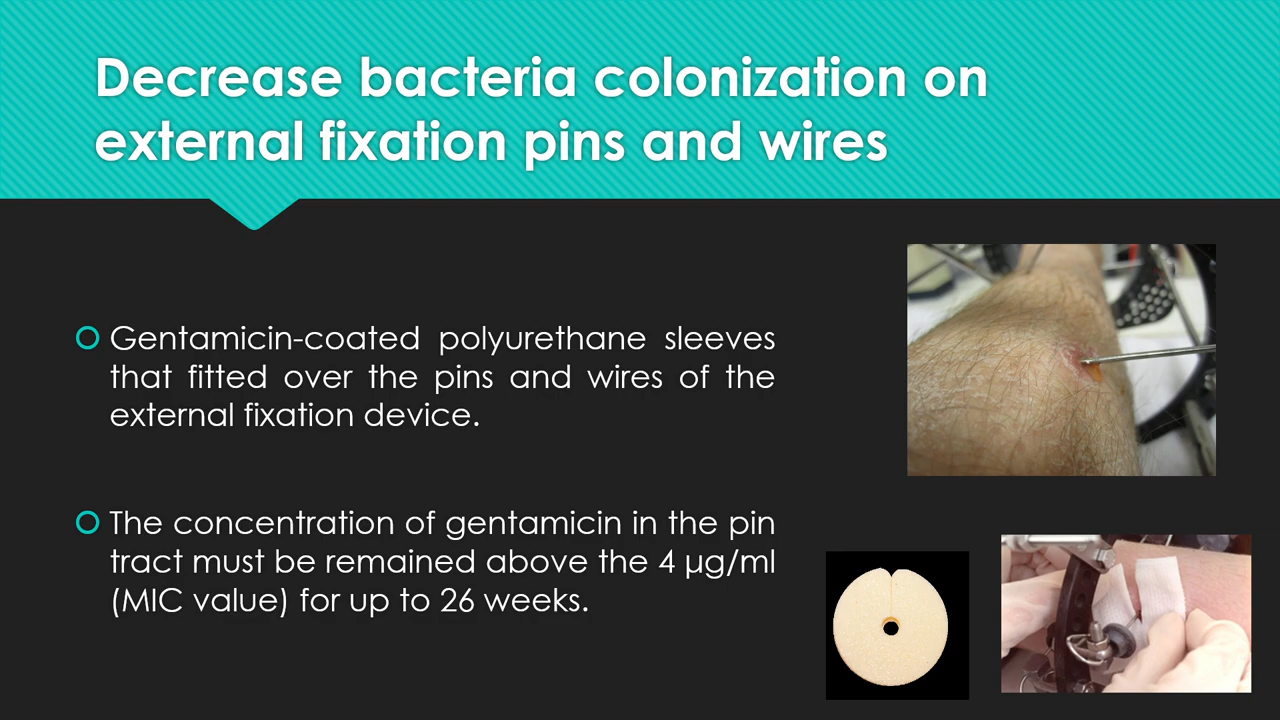 Decrease bacteria colonization on
external fixation pins and wires
Gentamicin-coated polyurethane sleeves
that fitted over the pins and wires of the
external fixation device.
The concentration of gentamicin in the pin
tract must be remained above the 4 µg/ml
(MIC value) for up to 26 weeks.